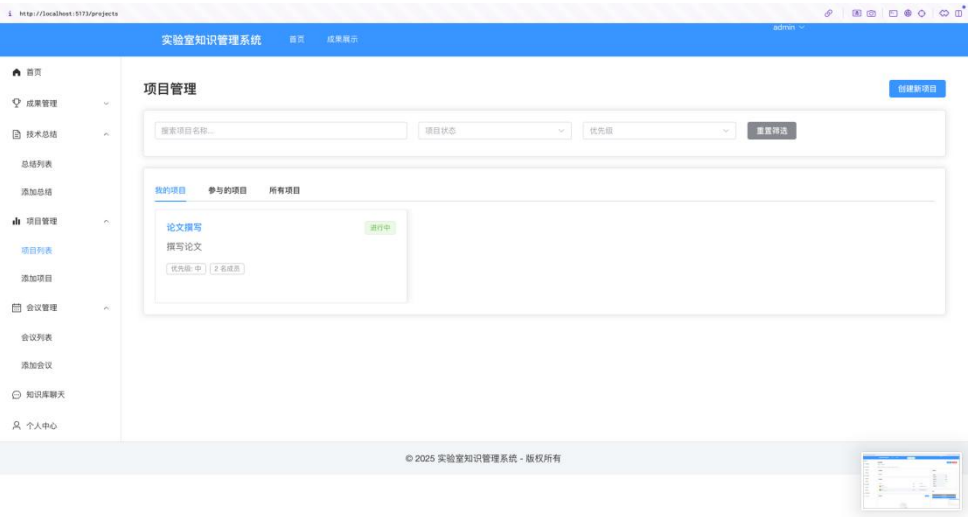 http://localhost:5173/projects
实验室知识管理系统 首页 成果展示 admin
首页
成果管理
技术总结
总结列表
添加总结
项目管理
项目列表
添加项目
会议管理
会议列表
添加会议
知识库聊天
个人中心
项目管理 创建新项目
搜索项目名称... 项目状态 优先级 重置筛选
我的项目 参与的项目 所有项目
论文撰写 进行中
撰写论文
优先级: 中 2 名成员
© 2025 实验室知识管理系统 - 版权所有